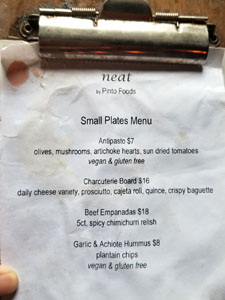 neat
by Pinto Foods
Small Plates Menu
Antipasto $7
olives, mushrooms, artichoke hearts, sun dried tomatoes
vegan & gluten free
Charcuterie Board $16
daily cheese variety, prosciutto, cajeta roll, quince, crispy baguette
Beef Empanadas $18
5ct, spicy chimichurri relish
Garlic & Achiote Hummus $8
plantain chips
vegan & gluten free